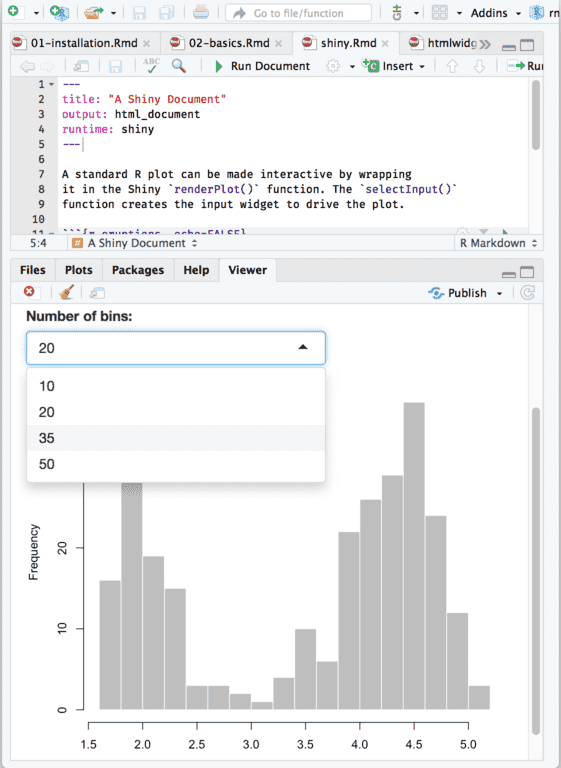 Go to file/function
Addins
01-installation.Rmd
02-basics.Rmd
shiny.Rmd
htmlwidg
ABC
Run Document
Insert
Run
1 ---
2 title: "A Shiny Document"
3 output: html_document
4 runtime: shiny
5 ---
6
7 A standard R plot can be made interactive by wrapping
8 it in the Shiny `renderPlot()` function. The `selectInput()`
9 function creates the input widget to drive the plot.
10
11 ```{r eruptions, echo=FALSE}
5:4
# A Shiny Document
R Markdown
Files
Plots
Packages
Help
Viewer
Publish
Number of bins:
20
10
20
35
50
Frequency
20
10
0
1.5 2.0 2.5 3.0 3.5 4.0 4.5 5.0